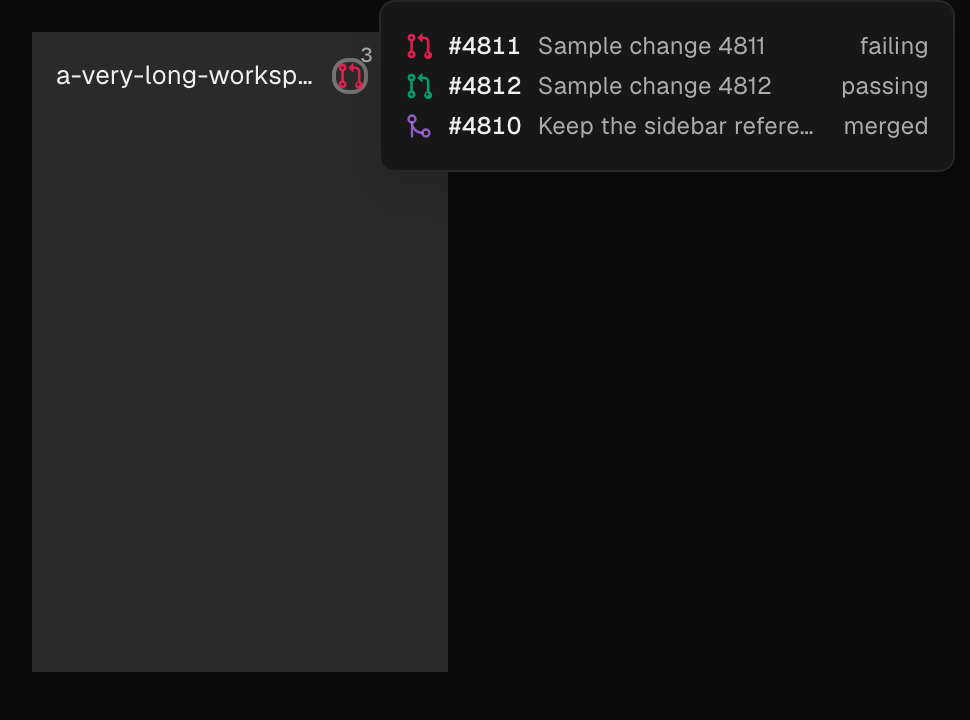 a-very-long-worksp… 3
#4811 Sample change 4811 failing
#4812 Sample change 4812 passing
#4810 Keep the sidebar refere… merged